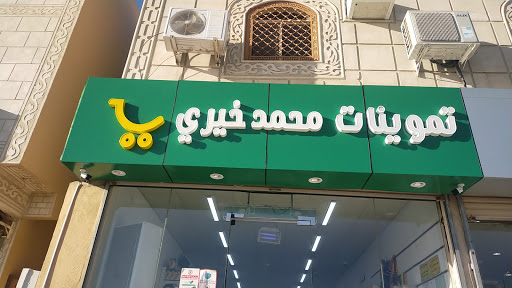 تموينات محمد خيري